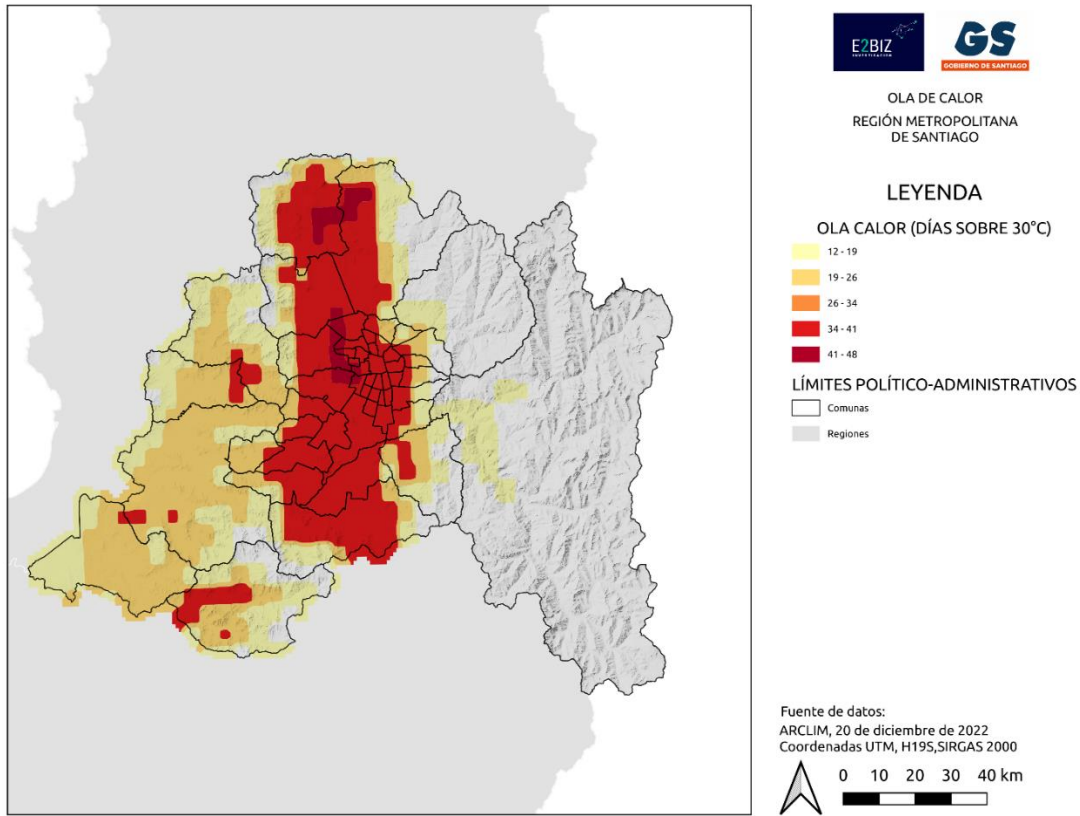 E2BIZ
INVESTIGACIÓN
GS
GOBIERNO DE SANTIAGO
OLA DE CALOR
REGIÓN METROPOLITANA
DE SANTIAGO
LEYENDA
OLA CALOR (DÍAS SOBRE 30°C)
12 - 19
19 - 26
26 - 34
34 - 41
41 - 48
LÍMITES POLÍTICO-ADMINISTRATIVOS
Comunas
Regiones
Fuente de datos:
ARCLIM, 20 de diciembre de 2022
Coordenadas UTM, H19S,SIRGAS 2000
0 10 20 30 40 km